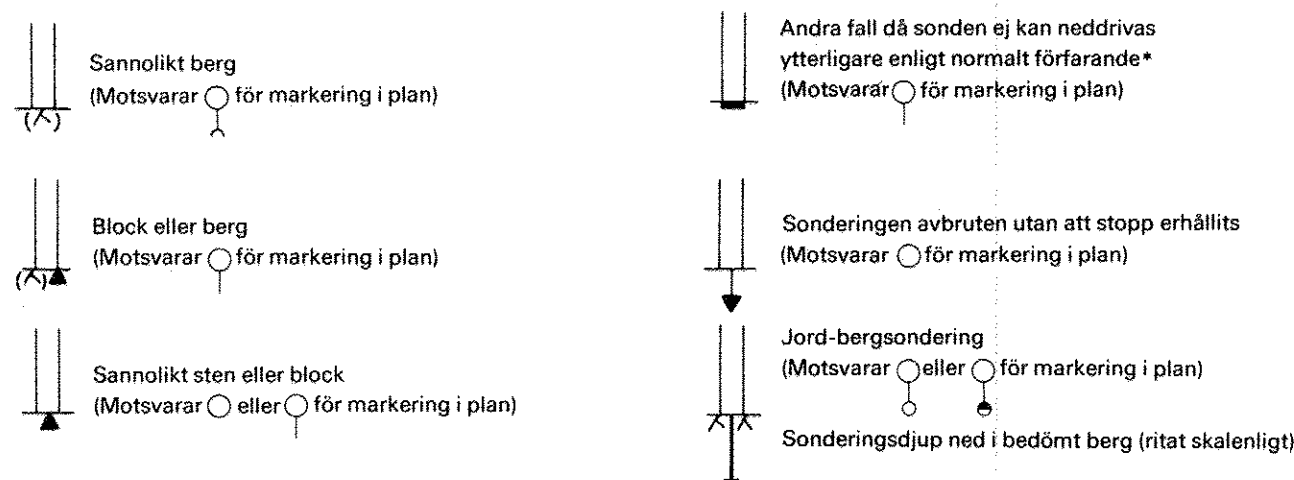 Sannolikt berg
(Motsvarar för markering i plan)
Block eller berg
(Motsvarar för markering i plan)
Sannolikt sten eller block
(Motsvarar eller för markering i plan)
Andra fall då sonden ej kan neddrivas
ytterligare enligt normalt förfarande*
(Motsvarar för markering i plan)
Sonderingen avbruten utan att stopp erhållits
(Motsvarar för markering i plan)
Jord-bergsondering
(Motsvarar eller för markering i plan)
Sonderingsdjup ned i bedömt berg (ritat skalenligt)